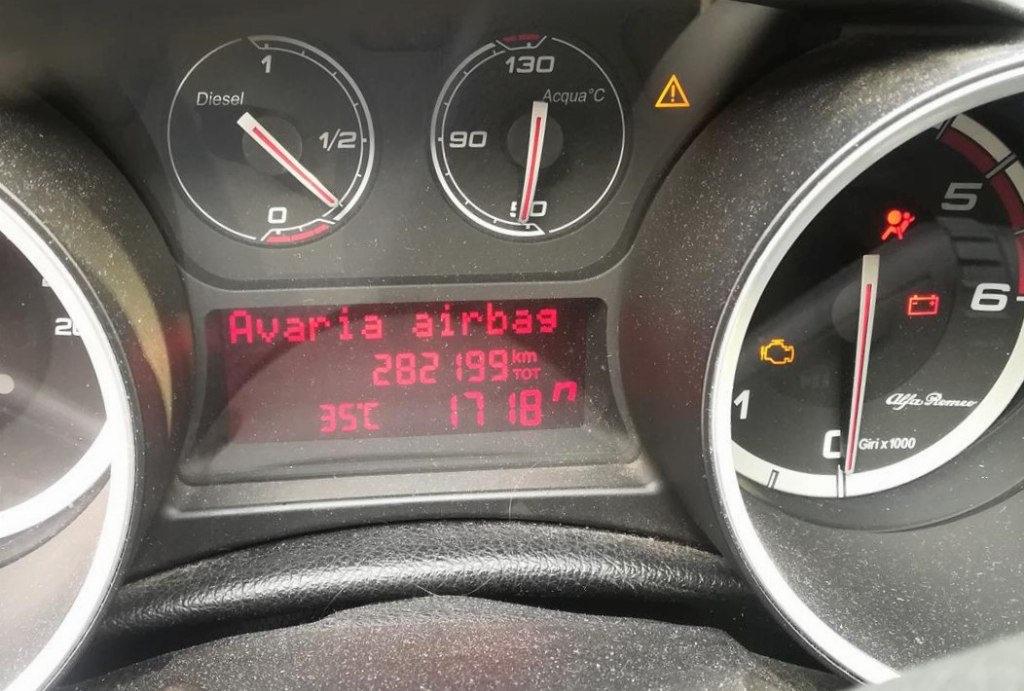 1
Diesel
1/2
0
130
Acqua°C
90
50
5
6
Avaria airbag
282199 km TOT
35°C 17 18 n
1
Alfa Romeo
0
Giri x 1000